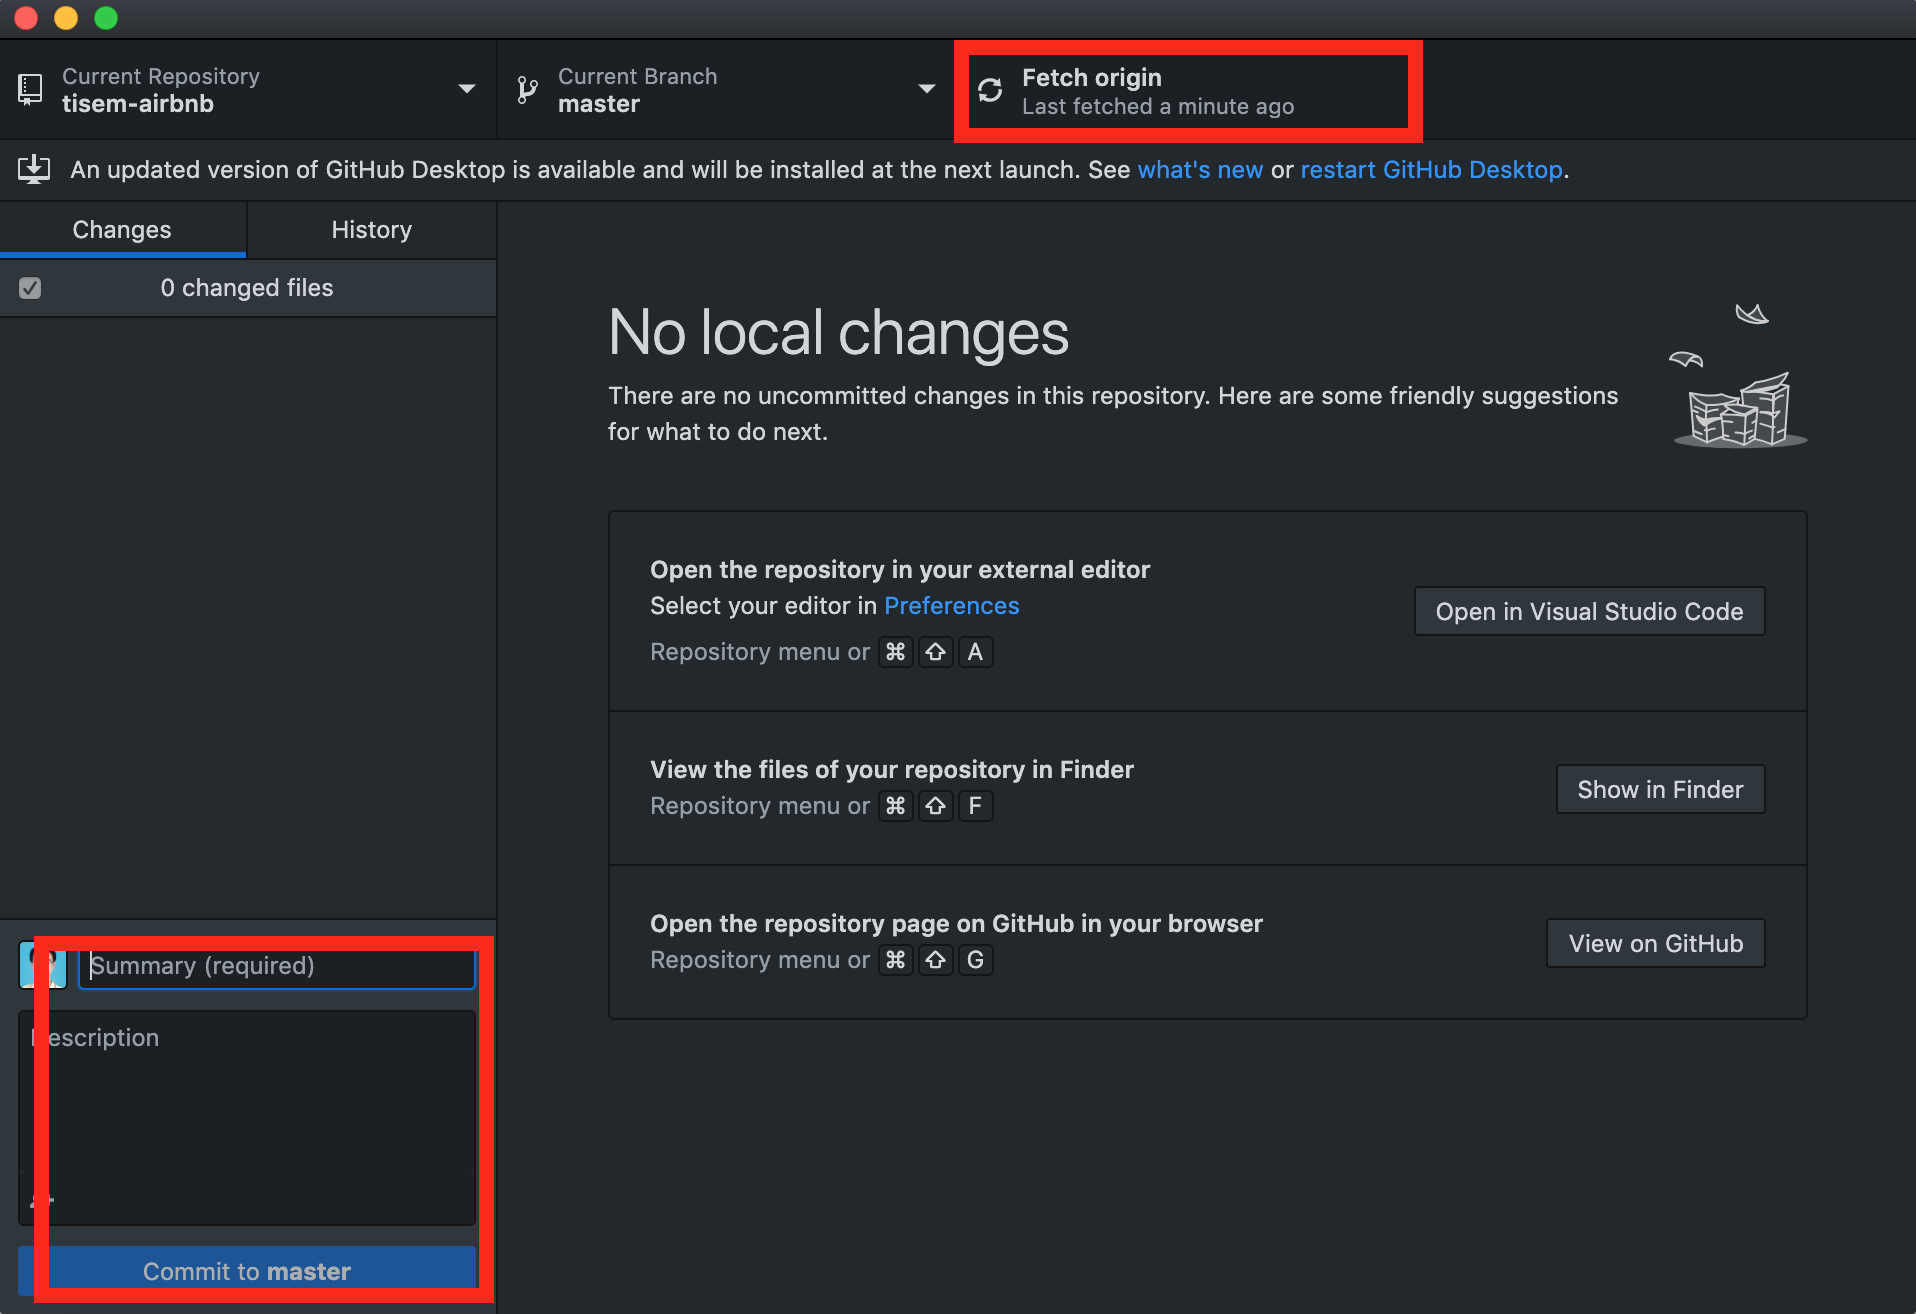 Current Repository
tisem-airbnb
Current Branch
master
Fetch origin
Last fetched a minute ago
An updated version of GitHub Desktop is available and will be installed at the next launch. See what's new or restart GitHub Desktop.
Changes
History
0 changed files
No local changes
There are no uncommitted changes in this repository. Here are some friendly suggestions
for what to do next.
Open the repository in your external editor
Select your editor in Preferences
Repository menu or ⌘ ⇧ A
Open in Visual Studio Code
View the files of your repository in Finder
Repository menu or ⌘ ⇧ F
Show in Finder
Open the repository page on GitHub in your browser
Repository menu or ⌘ ⇧ G
View on GitHub
Summary (required)
Description
Commit to master